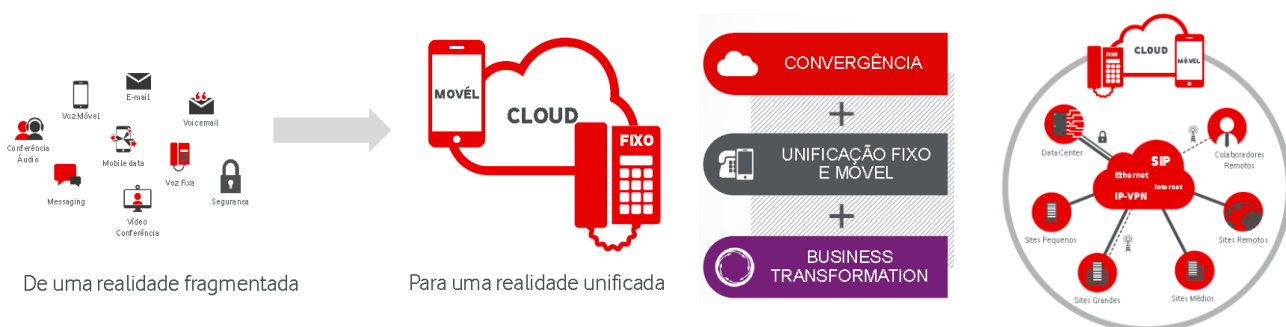 E-mail
Voz Móvel
Voicemail
Conferência
Áudio
Mobile data
Voz Fixa
Messaging
Vídeo
Conferência
Segurança
De uma realidade fragmentada
MOVÉL
CLOUD
FIXO
Para uma realidade unificada
CONVERGÊNCIA
+
UNIFICAÇÃO FIXO
E MÓVEL
+
BUSINESS
TRANSFORMATION
FIXO
CLOUD
MÓVEL
Data Center
Colaboradores
Remotos
SIP
Ethernet
Internet
IP-VPN
Sites Pequenos
Sites Remotos
Sites Grandes
Sites Médios